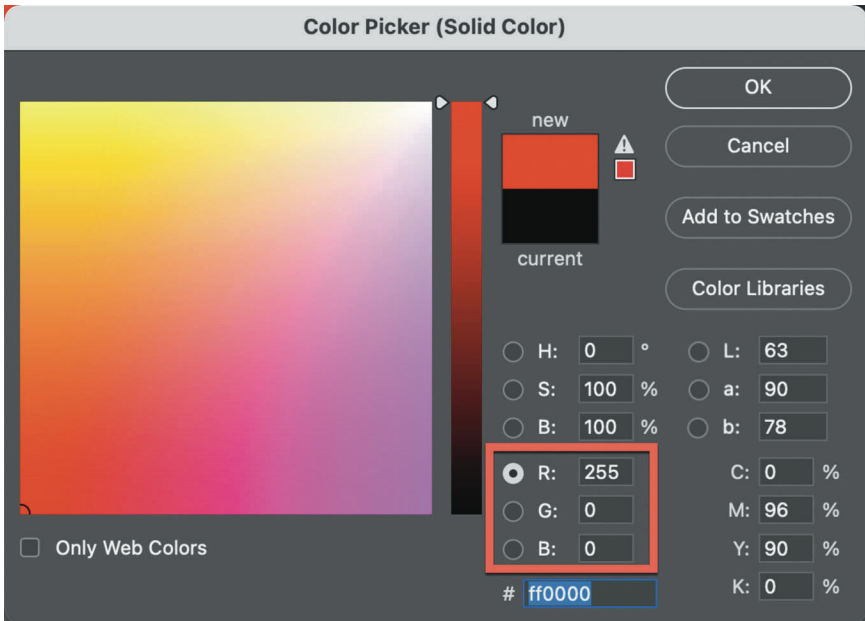 Color Picker (Solid Color)
new
current
OK
Cancel
Add to Swatches
Color Libraries
H: 0 °
S: 100 %
B: 100 %
R: 255
G: 0
B: 0
# ff0000
L: 63
a: 90
b: 78
C: 0 %
M: 96 %
Y: 90 %
K: 0 %
Only Web Colors